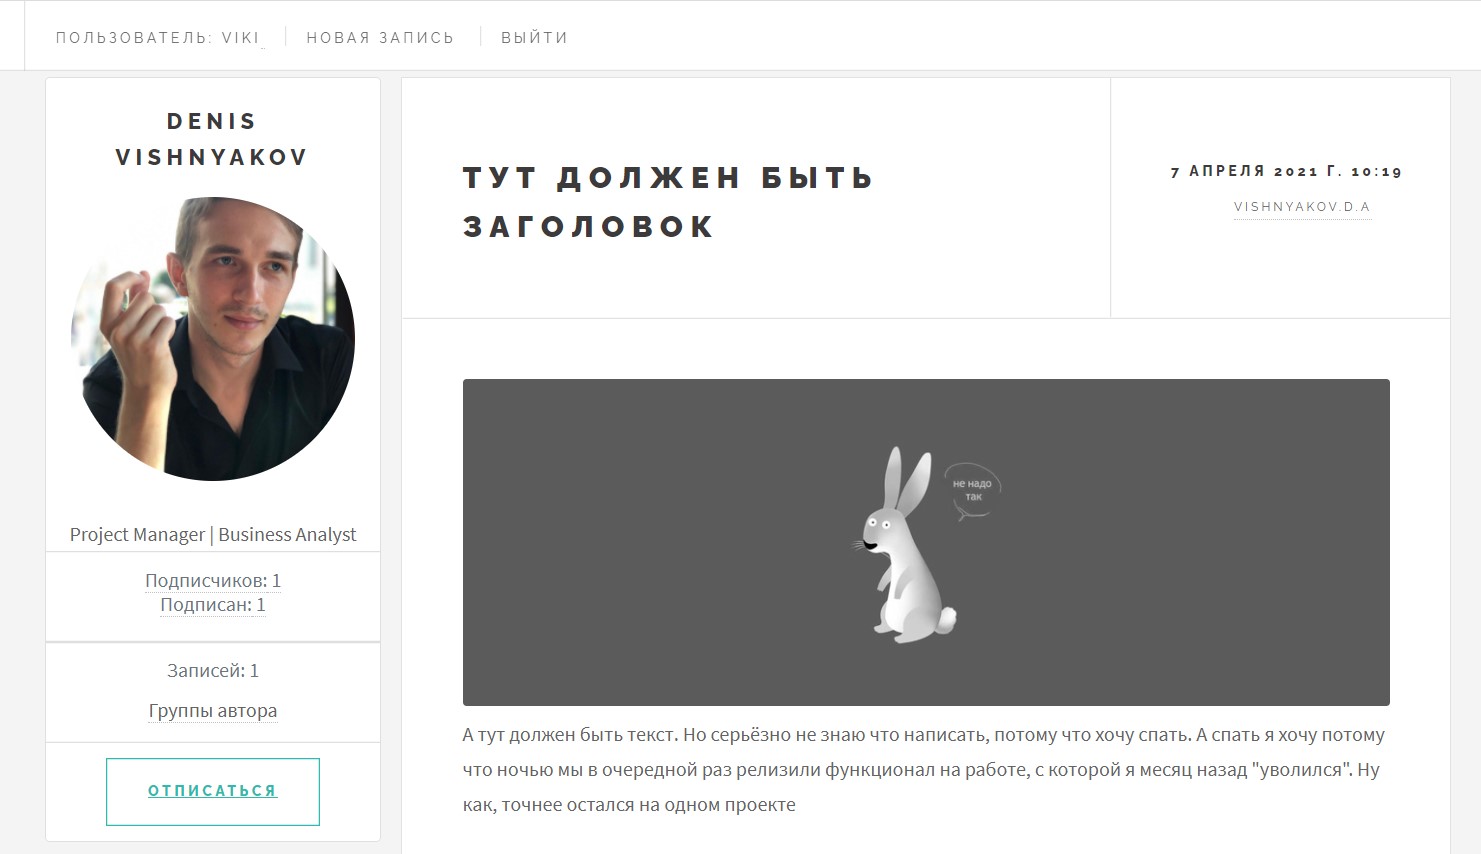 ПОЛЬЗОВАТЕЛЬ: VIKI
НОВАЯ ЗАПИСЬ
ВЫЙТИ
DENIS
VISHNYAKOV
Project Manager | Business Analyst
Подписчиков: 1
Подписан: 1
Записей: 1
Группы автора
ОТПИСАТЬСЯ
ТУТ ДОЛЖЕН БЫТЬ
ЗАГОЛОВОК
7 АПРЕЛЯ 2021 Г. 10:19
VISHNYAKOV.D.A
не надо
так
А тут должен быть текст. Но серьёзно не знаю что написать, потому что хочу спать. А спать я хочу потому
что ночью мы в очередной раз релизили функционал на работе, с которой я месяц назад "уволился". Ну
как, точнее остался на одном проекте